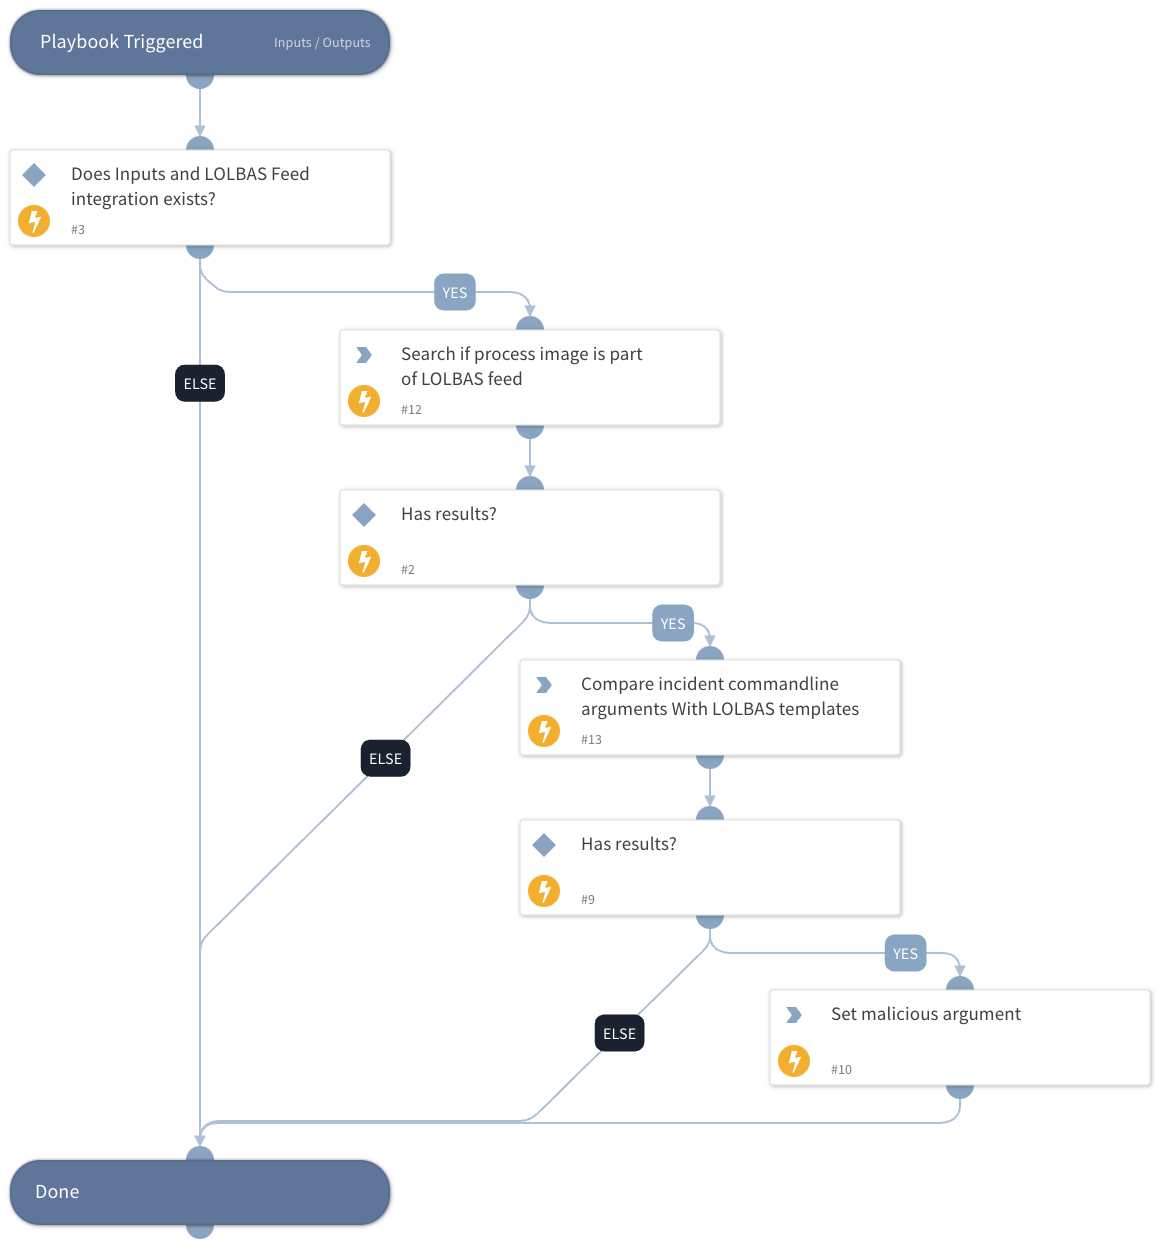 Playbook Triggered
Inputs / Outputs
Does Inputs and LOLBAS Feed
integration exists?
#3
YES
ELSE
Search if process image is part
of LOLBAS feed
#12
Has results?
#2
YES
ELSE
Compare incident commandline
arguments With LOLBAS templates
#13
Has results?
#9
YES
ELSE
Set malicious argument
#10
Done